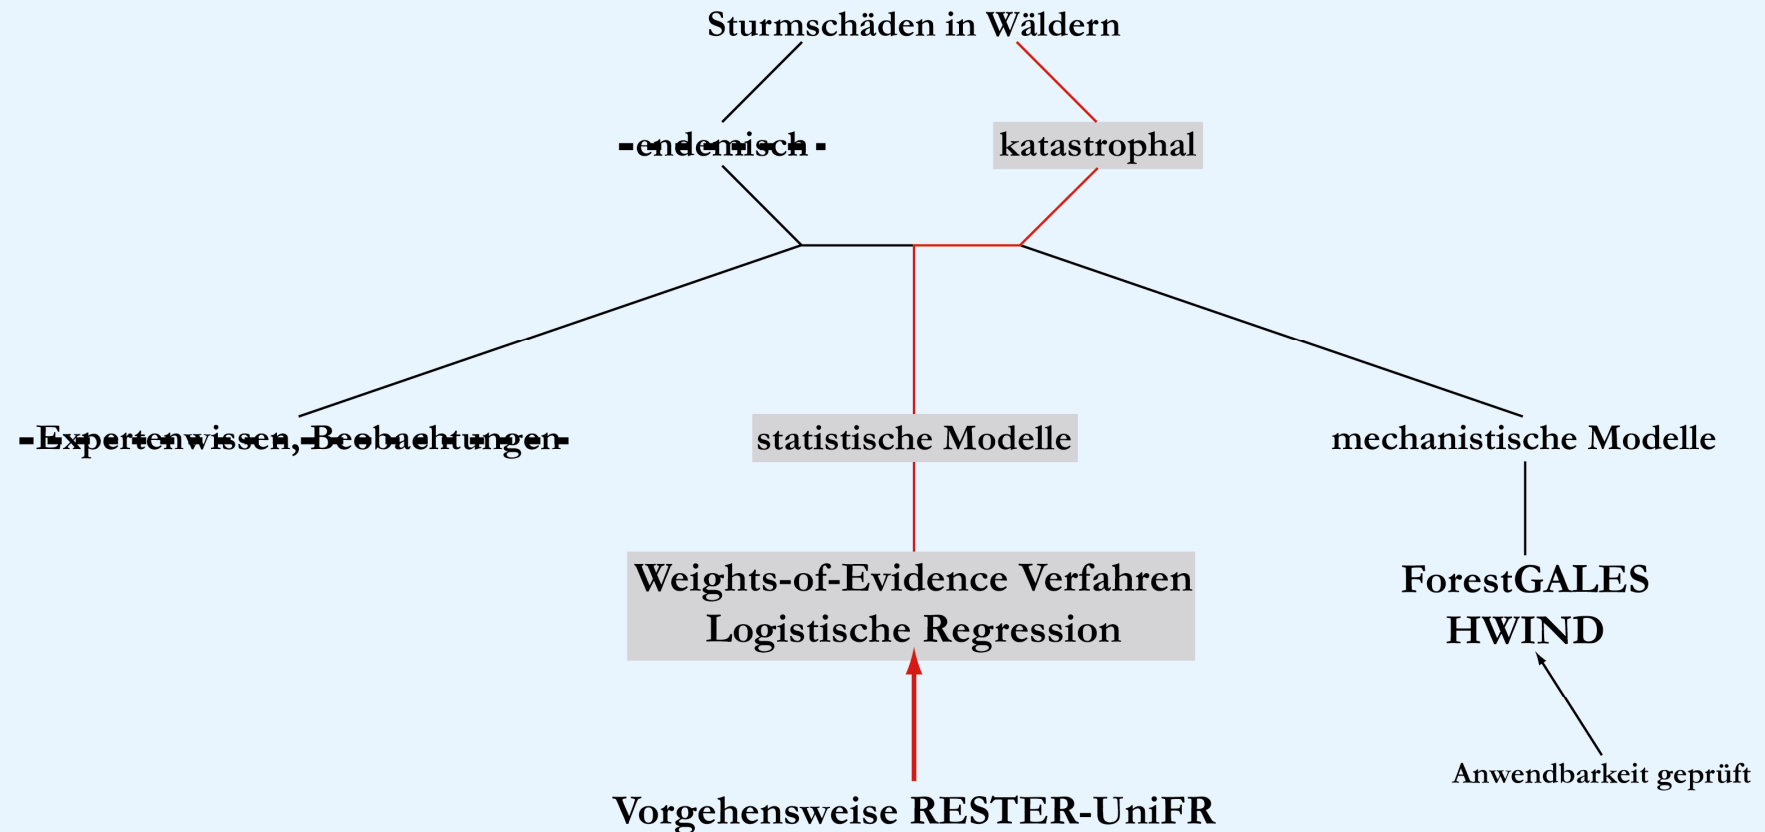 Sturmschäden in Wäldern
endemisch
katastrophal
Expertenwissen, Beobachtungen
statistische Modelle
mechanistische Modelle
Weights-of-Evidence Verfahren
Logistische Regression
ForestGALES
HWIND
Anwendbarkeit geprüft
Vorgehensweise RESTER-UniFR